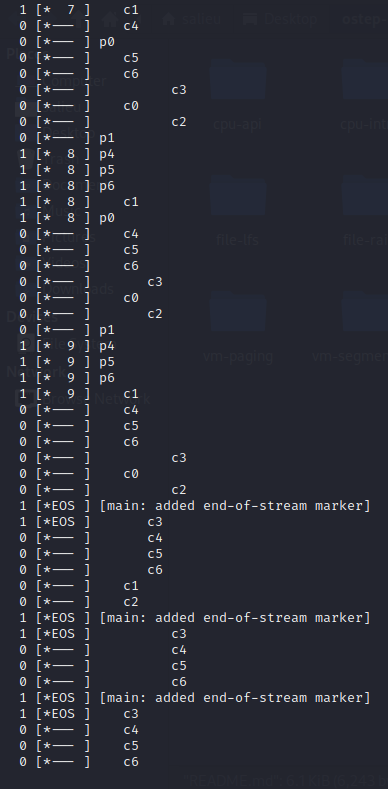 1 [*  7 ]    c1
0 [*--- ]    c4
0 [*--- ] p0
0 [*--- ]    c5
0 [*--- ]    c6
0 [*--- ]          c3
0 [*--- ]    c0
0 [*--- ]          c2
0 [*--- ] p1
1 [*  8 ] p4
1 [*  8 ] p5
1 [*  8 ] p6
1 [*  8 ]    c1
1 [*  8 ] p0
0 [*--- ]    c4
0 [*--- ]    c5
0 [*--- ]    c6
0 [*--- ]       c3
0 [*--- ]    c0
0 [*--- ]       c2
0 [*--- ] p1
1 [*  9 ] p4
1 [*  9 ] p5
1 [*  9 ] p6
1 [*  9 ]    c1
0 [*--- ]    c4
0 [*--- ]    c5
0 [*--- ]    c6
0 [*--- ]          c3
0 [*--- ]    c0
0 [*--- ]          c2
1 [*EOS ] [main: added end-of-stream marker]
1 [*EOS ]       c3
0 [*--- ]       c4
0 [*--- ]       c5
0 [*--- ]       c6
0 [*--- ]    c1
0 [*--- ]    c2
1 [*EOS ] [main: added end-of-stream marker]
1 [*EOS ]          c3
0 [*--- ]          c4
0 [*--- ]          c5
0 [*--- ]          c6
1 [*EOS ] [main: added end-of-stream marker]
1 [*EOS ]    c3
0 [*--- ]    c4
0 [*--- ]    c5
0 [*--- ]    c6
Desktop
cpu-api
vm-paging